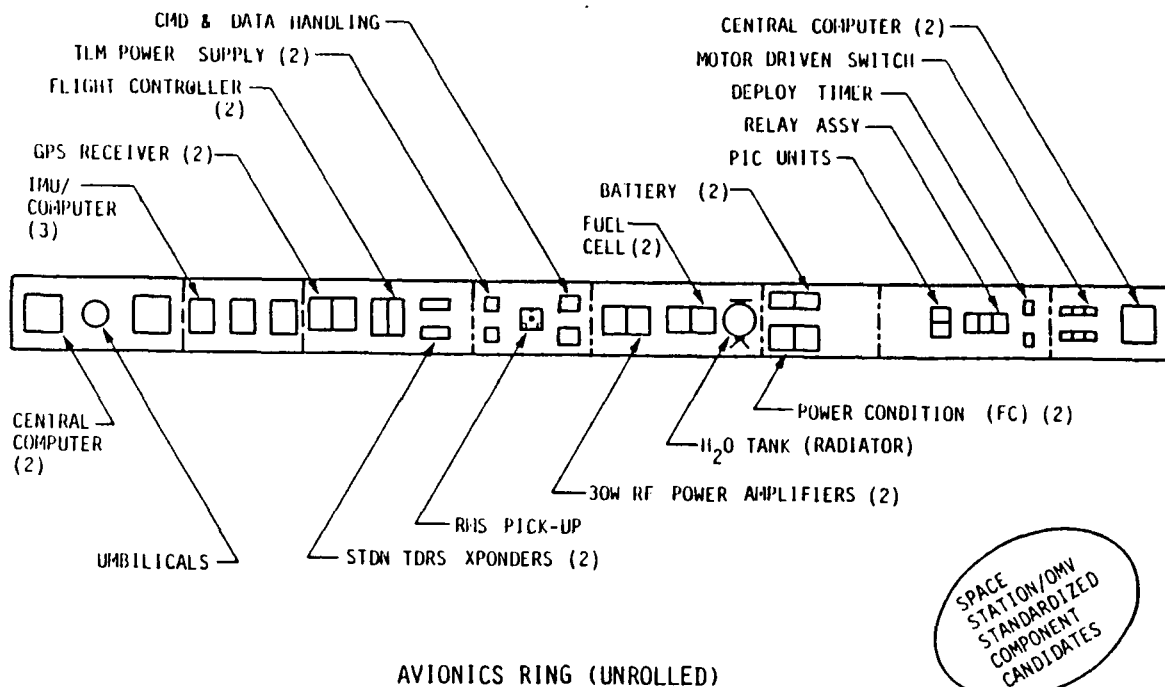 CMD & DATA HANDLING
TLM POWER SUPPLY (2)
FLIGHT CONTROLLER
(2)
GPS RECEIVER (2)
IMU/
COMPUTER
(3)
CENTRAL COMPUTER (2)
MOTOR DRIVEN SWITCH
DEPLOY TIMER
RELAY ASSY
PIC UNITS
BATTERY (2)
FUEL
CELL (2)
CENTRAL
COMPUTER
(2)
UMBILICALS
STDN TDRS XPONDERS (2)
RMS PICK-UP
30W RF POWER AMPLIFIERS (2)
H₂O TANK (RADIATOR)
POWER CONDITION (FC) (2)
SPACE
STATION/OMV
STANDARDIZED
COMPONENT
CANDIDATES
AVIONICS RING (UNROLLED)